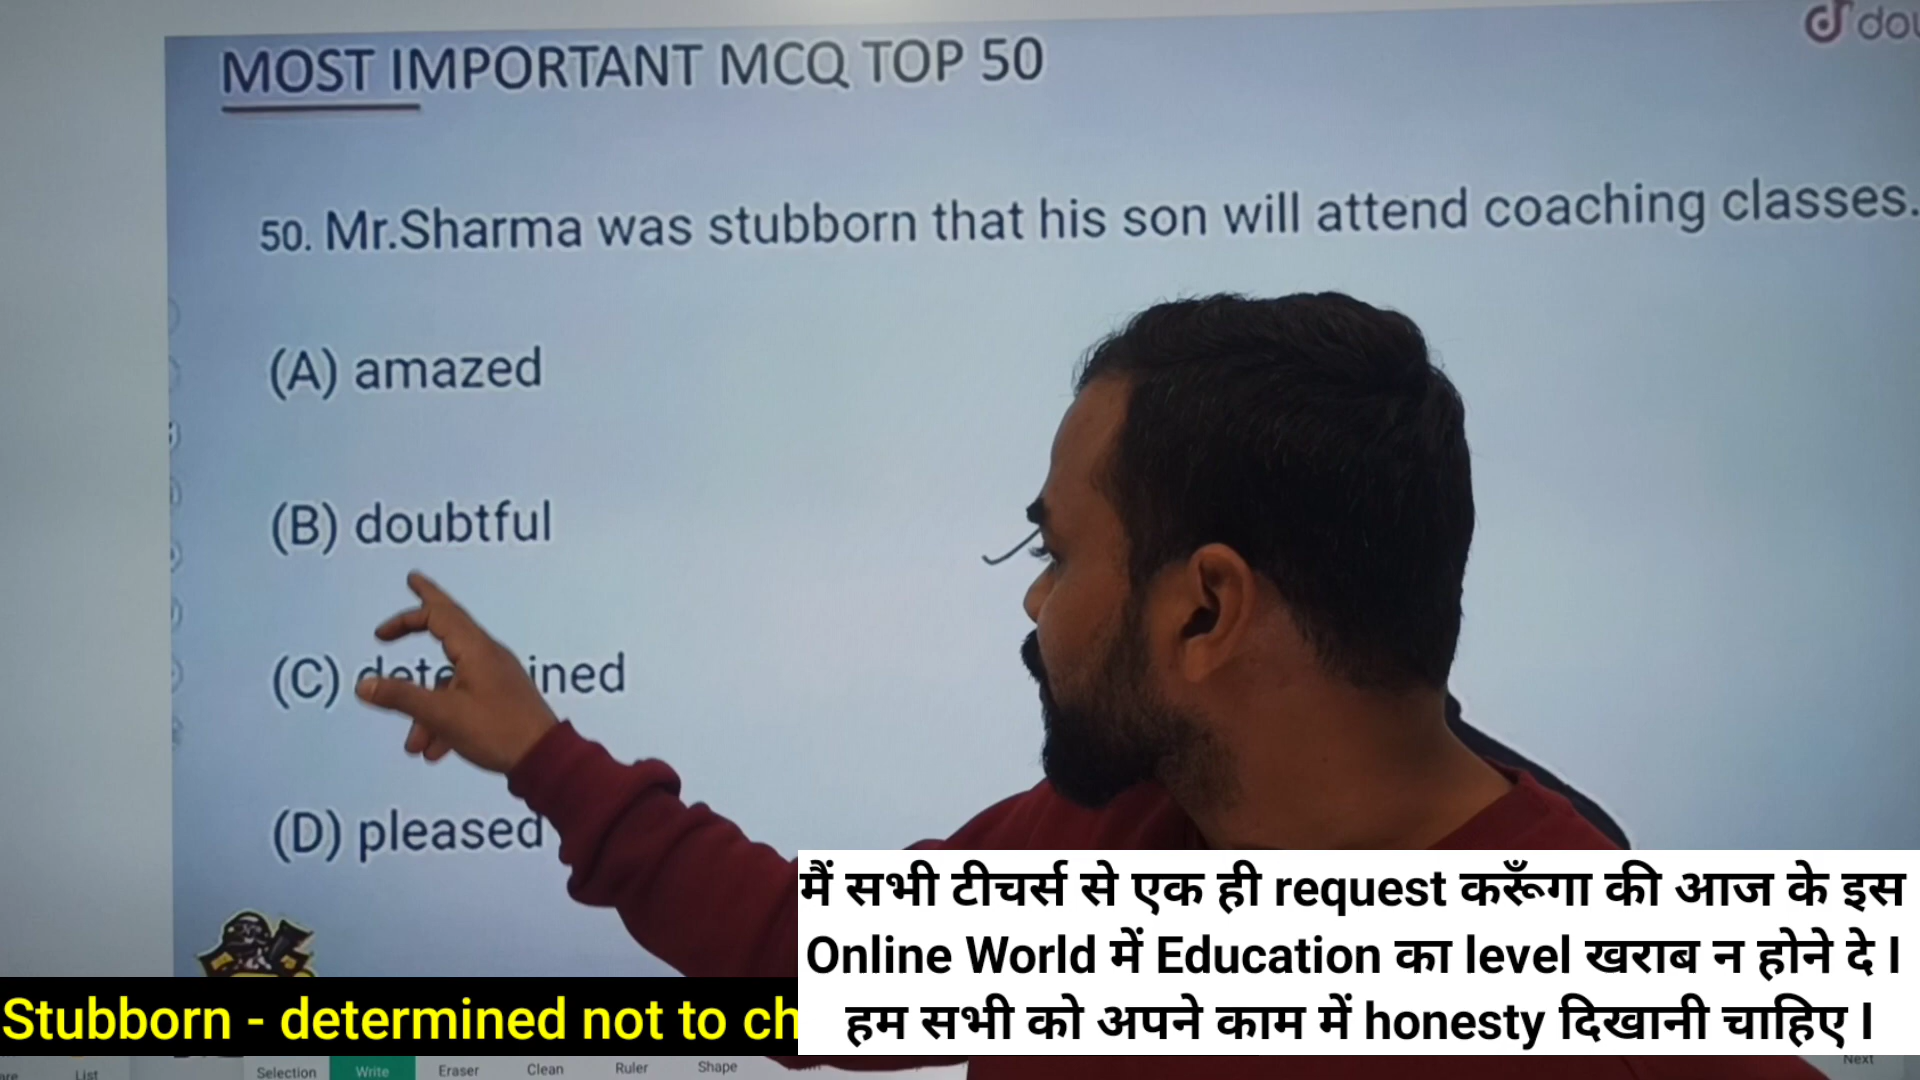 MOST IMPORTANT MCQ TOP 50
50. Mr.Sharma was stubborn that his son will attend coaching classes.
(A) amazed
(B) doubtful
(C)
(D) pleased
मैं सभी टीचर्स से एक ही request करूँगा की आज के इस
Online World में Education का level खराब न होने दे I
हम सभी को अपने काम में honesty दिखानी चाहिए I
Stubborn - determined not to
List
Selection
Write
Eraser
Clean
Ruler
Shape
Next